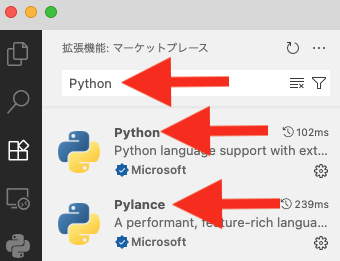 拡張機能: マーケットプレース
Python
Python 102ms
Python language support with ext...
Microsoft
Pylance 239ms
A performant, feature-rich langua...
Microsoft